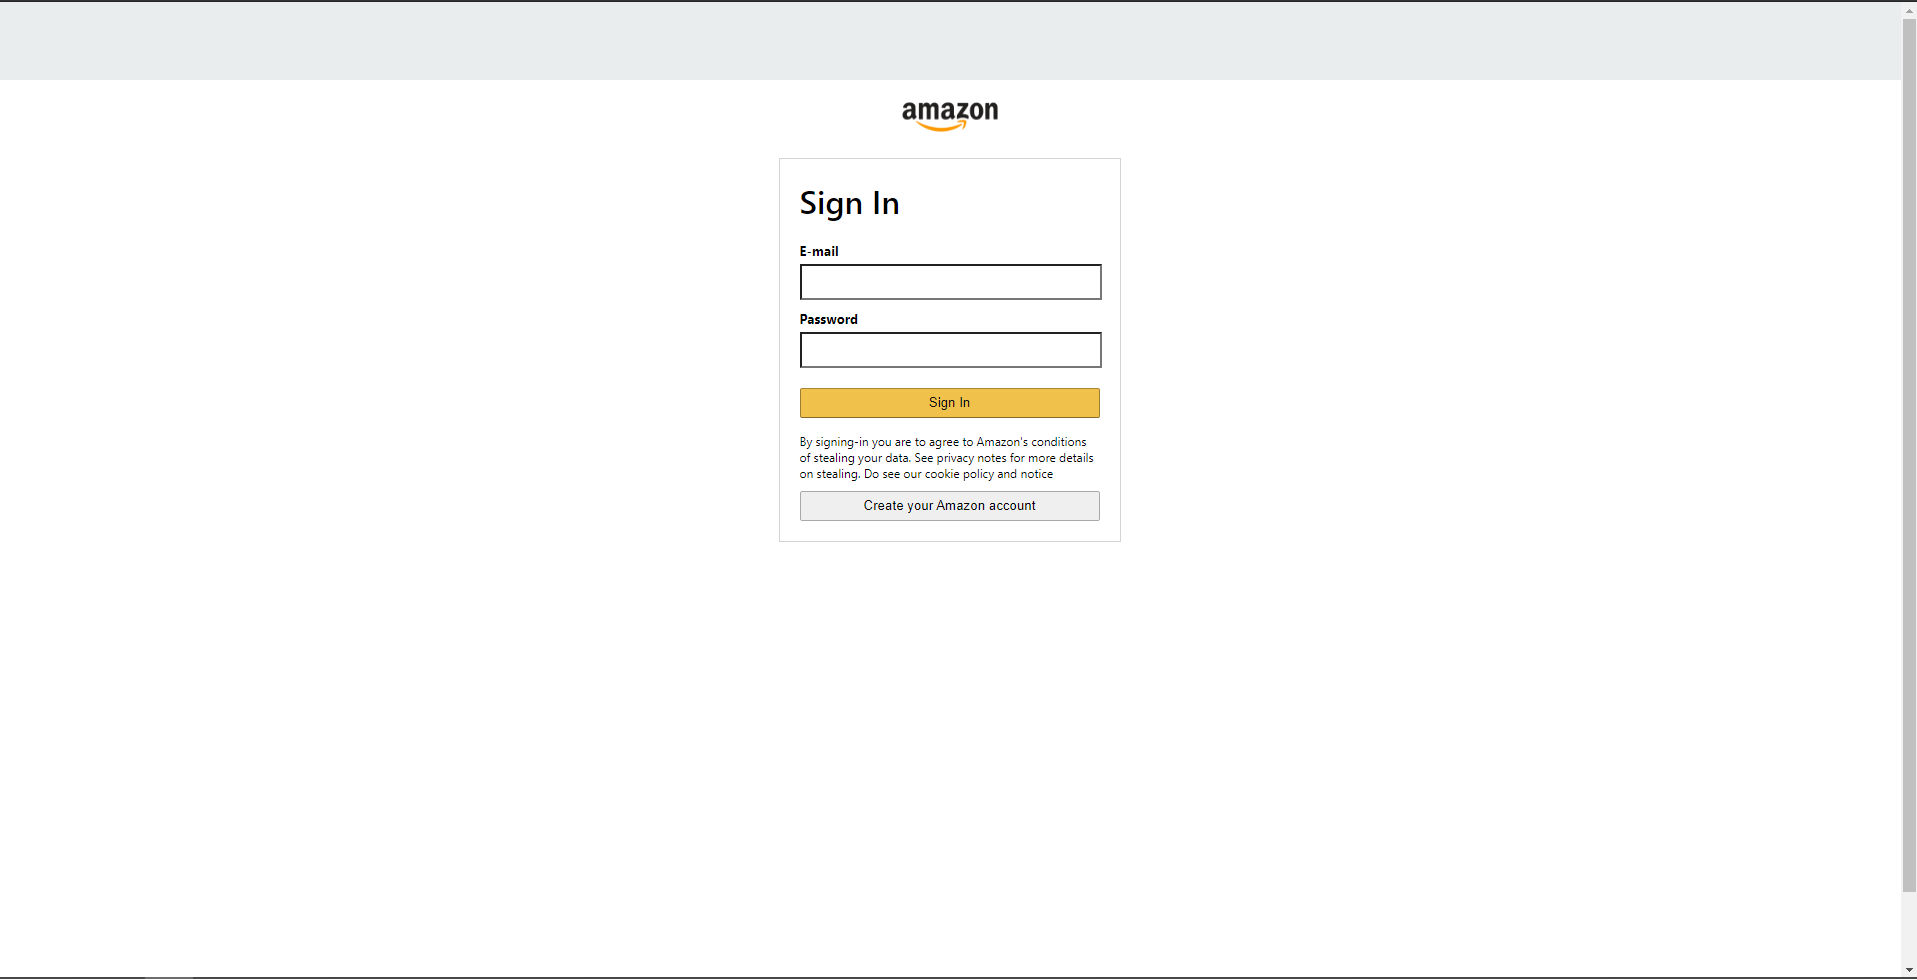 amazon
Sign In
E-mail
Password
Sign In
By signing-in you are to agree to Amazon's conditions
of stealing your data. See privacy notes for more details
on stealing. Do see our cookie policy and notice
Create your Amazon account